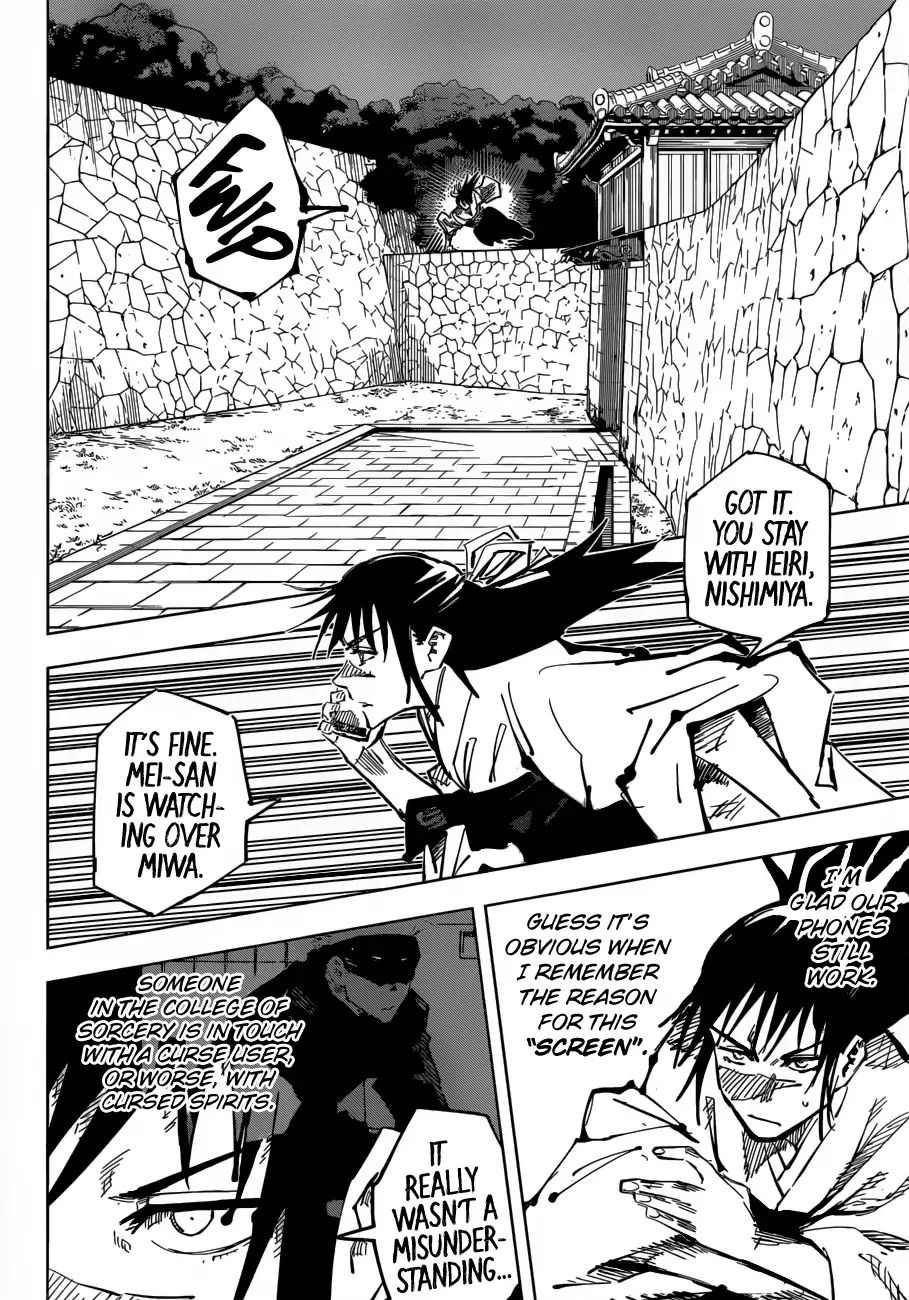 FWIP
GOT IT.
YOU STAY
WITH IEIRI,
NISHIMIYA.
IT'S FINE.
MEI-SAN
IS WATCH-
ING OVER
MIWA.
I'M
GLAD OUR
PHONES
STILL
WORK.
GUESS IT'S
OBVIOUS WHEN
I REMEMBER
THE REASON
FOR THIS
"SCREEN".
SOMEONE
IN THE COLLEGE OF
SORCERY IS IN TOUCH
WITH A CURSE USER,
OR WORSE, WITH
CURSED SPIRITS.
IT
REALLY
WASN'T A
MISUNDER-
STANDING...